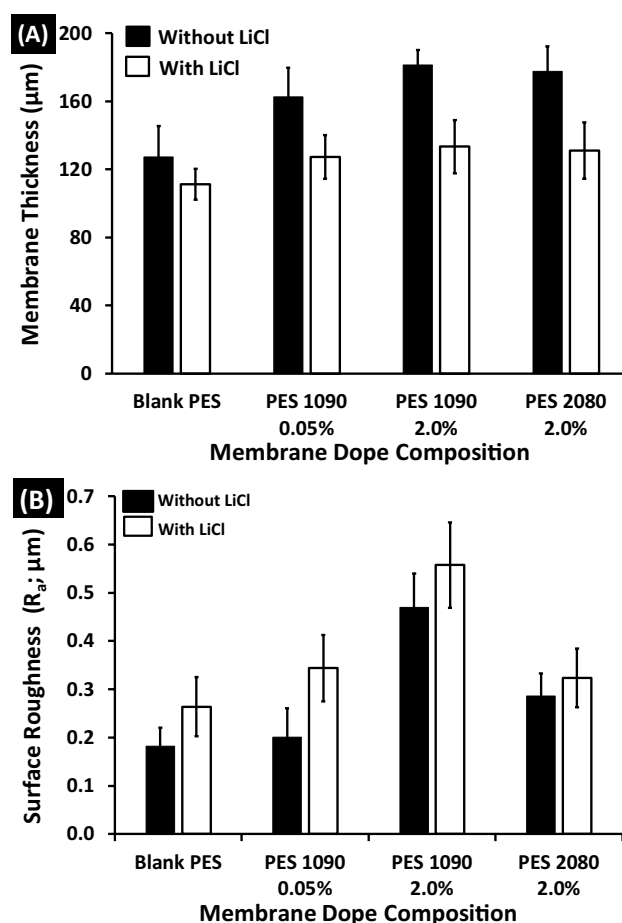 (A)
Without LiCl
With LiCl
Membrane Thickness (μm)
200
160
120
80
40
0
Blank PES
PES 1090
0.05%
PES 1090
2.0%
PES 2080
2.0%
Membrane Dope Composition
(B)
Without LiCl
With LiCl
Surface Roughness (Ra; μm)
0.7
0.6
0.5
0.4
0.3
0.2
0.1
0.0
Blank PES
PES 1090
0.05%
PES 1090
2.0%
PES 2080
2.0%
Membrane Dope Composition